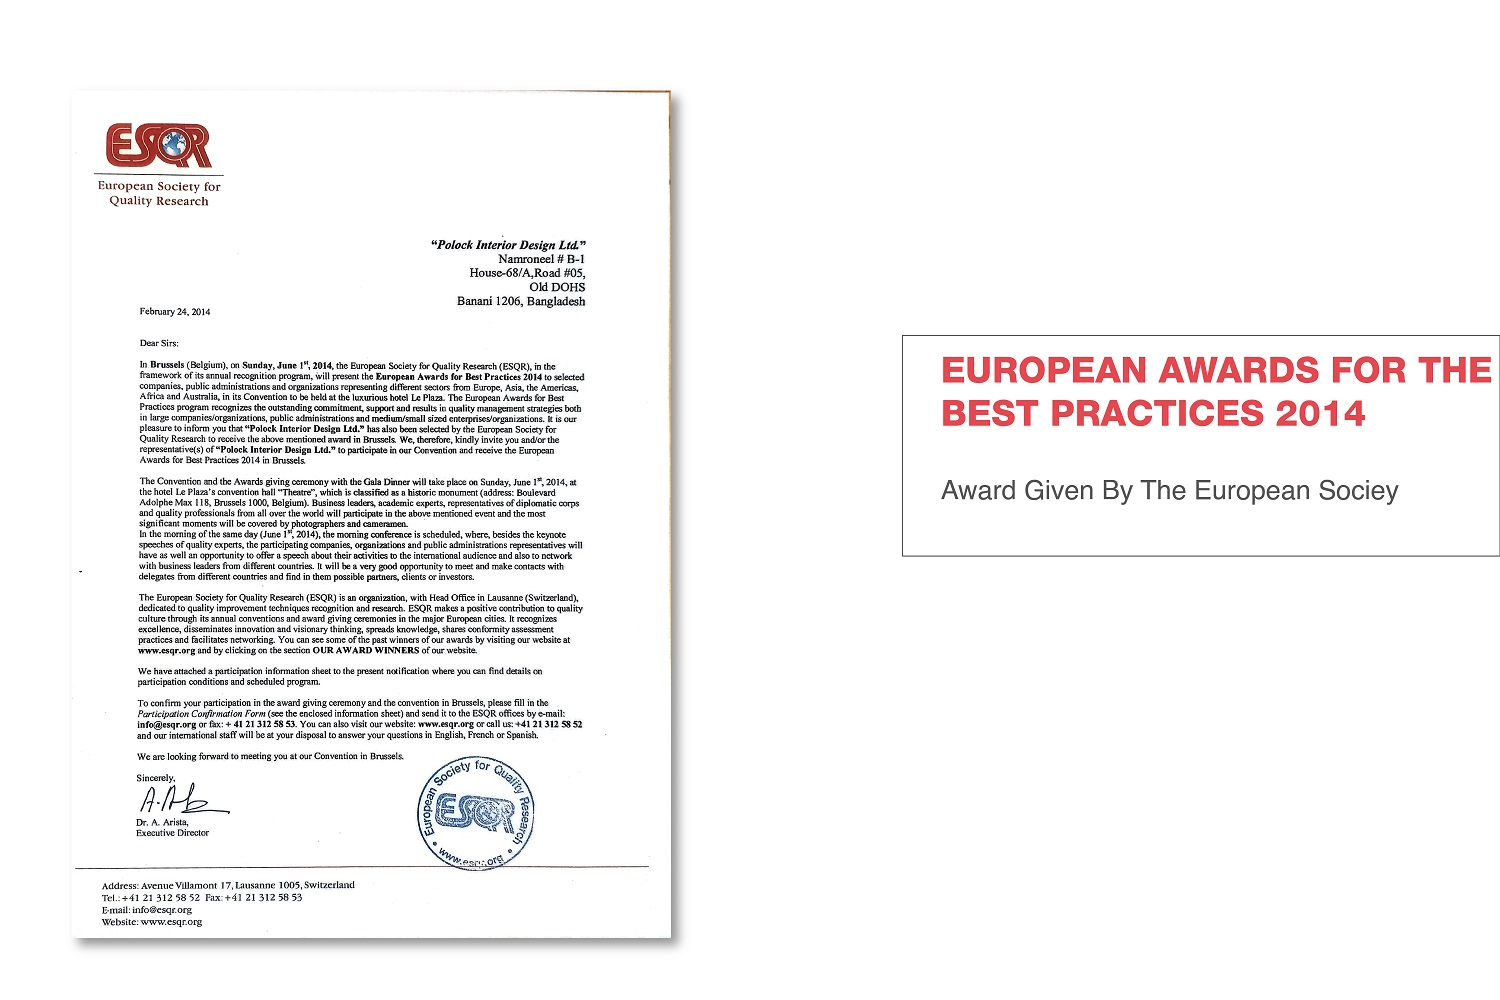 ESQR
European Society for
Quality Research
“Polock Interior Design Ltd.”
Namroneel # B-1
House-68/A,Road #05,
Old DOHS
Banani 1206, Bangladesh
February 24, 2014
Dear Sirs:
In Brussels (Belgium), on Sunday, June 1st, 2014, the European Society for Quality Research (ESQR), in the
framework of its annual recognition program, will present the European Awards for Best Practices 2014 to selected
companies, public administrations and organizations representing different sectors from Europe, Asia, the Americas,
Africa and Australia, in its Convention to be held at the luxurious hotel Le Plaza. The European Awards for Best
Practices program recognizes the outstanding commitment, support and results in quality management strategies both
in large companies/organizations, public administrations and medium/small sized enterprises/organizations. It is our
pleasure to inform you that “Polock Interior Design Ltd.” has also been selected by the European Society for
Quality Research to receive the above mentioned award in Brussels. We, therefore, kindly invite you and/or the
representative(s) of “Polock Interior Design Ltd.” to participate in our Convention and receive the European
Awards for Best Practices 2014 in Brussels.
The Convention and the Awards giving ceremony with the Gala Dinner will take place on Sunday, June 1st, 2014, at
the hotel Le Plaza's convention hall “Theatre”, which is classified as a historic monument (address: Boulevard
Adolphe Max 118, Brussels 1000, Belgium). Business leaders, academic experts, representatives of diplomatic corps
and quality professionals from all over the world will participate in the above mentioned event and the most
significant moments will be covered by photographers and cameramen.
In the morning of the same day (June 1st, 2014), the morning conference is scheduled, where, besides the keynote
speeches of quality experts, the participating companies, organizations and public administrations representatives will
have as well an opportunity to offer a speech about their activities to the international audience and also to network
with business leaders from different countries. It will be a very good opportunity to meet and make contacts with
delegates from different countries and find in them possible partners, clients or investors.
The European Society for Quality Research (ESQR) is an organization, with Head Office in Lausanne (Switzerland),
dedicated to quality improvement techniques recognition and research. ESQR makes a positive contribution to quality
culture through its annual conventions and award giving ceremonies in the major European cities. It recognizes
excellence, disseminates innovation and visionary thinking, spreads knowledge, shares conformity assessment
practices and facilitates networking. You can see some of the past winners of our awards by visiting our website at
www.esqr.org and by clicking on the section OUR AWARD WINNERS of our website.
We have attached a participation information sheet to the present notification where you can find details on
participation conditions and scheduled program.
To confirm your participation in the award giving ceremony and the convention in Brussels, please fill in the
Participation Confirmation Form (see the enclosed information sheet) and send it to the ESQR offices by e-mail:
info@esqr.org or fax: + 41 21 312 58 53. You can also visit our website: www.esqr.org or call us: +41 21 312 58 52
and our international staff will be at your disposal to answer your questions in English, French or Spanish.
We are looking forward to meeting you at our Convention in Brussels.
Sincerely,
Dr. A. Arista,
Executive Director
European Society for Quality Research
ESQR
www.esqr.org
Address: Avenue Villamont 17, Lausanne 1005, Switzerland
Tel.: +41 21 312 58 52 Fax: +41 21 312 58 53
E-mail: info@esqr.org
Website: www.esqr.org
EUROPEAN AWARDS FOR THE
BEST PRACTICES 2014
Award Given By The European Sociey